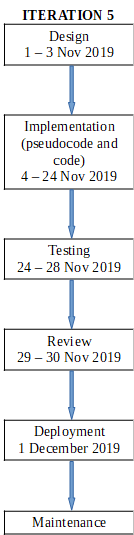 ITERATION 5
Design
1 – 3 Nov 2019
Implementation
(pseudocode and
code)
4 – 24 Nov 2019
Testing
24 – 28 Nov 2019
Review
29 – 30 Nov 2019
Deployment
1 December 2019
Maintenance